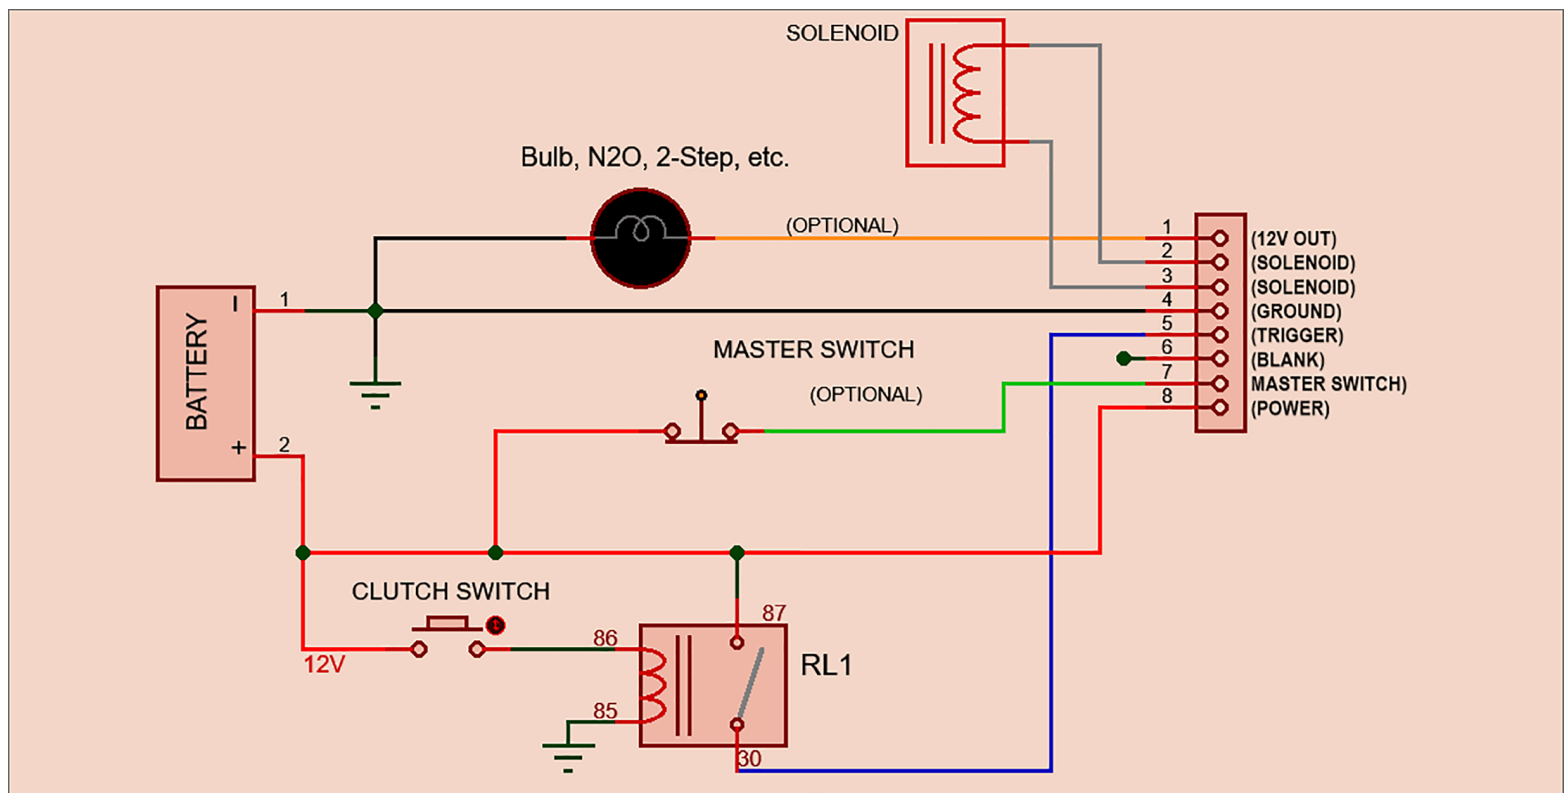 SOLENOID
Bulb, N2O, 2-Step, etc.
(OPTIONAL)
1 (12V OUT)
2 (SOLENOID)
3 (SOLENOID)
4 (GROUND)
5 (TRIGGER)
6 (BLANK)
7 MASTER SWITCH)
8 (POWER)
BATTERY
- 1
+ 2
MASTER SWITCH
(OPTIONAL)
CLUTCH SWITCH
12V
87
86
85
30
RL1